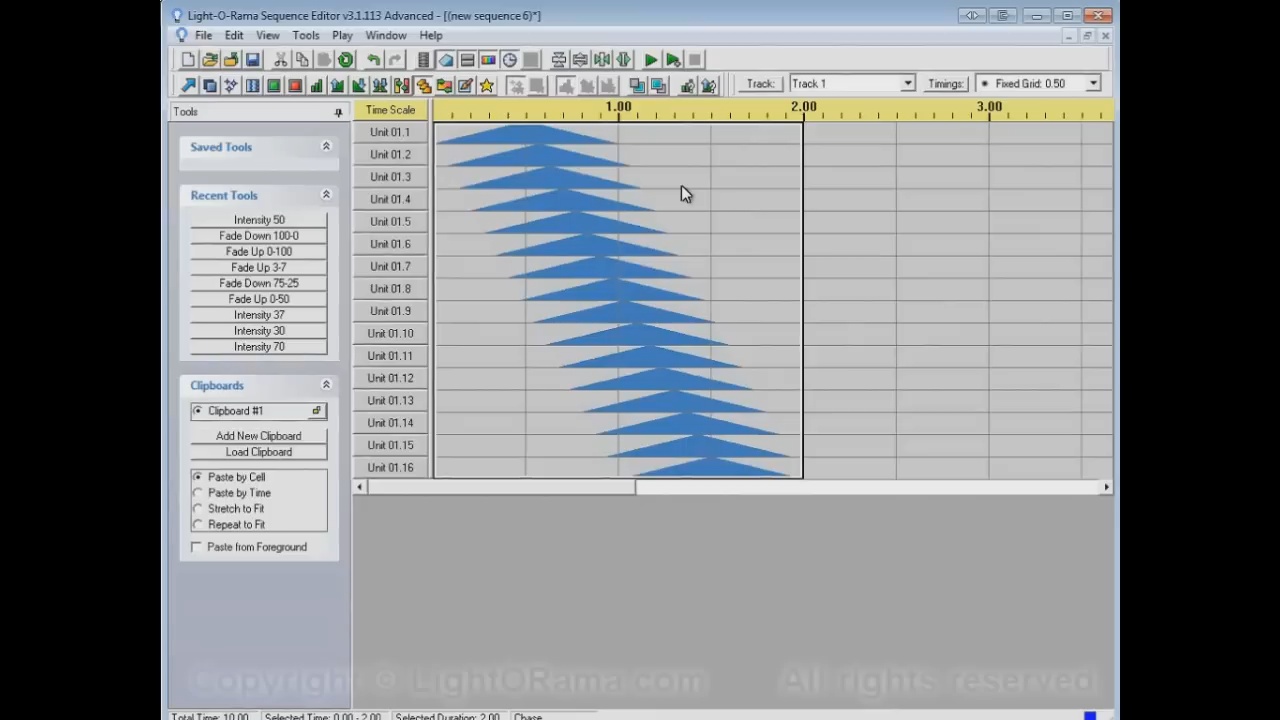 Light-O-Rama Sequence Editor v3.1.113 Advanced - [(new sequence 6)*]
File Edit View Tools Play Window Help
Track: Track 1 Timings: Fixed Grid: 0.50
Tools
Time Scale 1.00 2.00 3.00
Saved Tools
Recent Tools
Intensity 50
Fade Down 100-0
Fade Up 0-100
Fade Up 3-7
Fade Down 75-25
Fade Up 0-50
Intensity 37
Intensity 30
Intensity 70
Clipboards
Clipboard #1
Add New Clipboard
Load Clipboard
Paste by Cell
Paste by Time
Stretch to Fit
Repeat to Fit
Paste from Foreground
Unit 01.1
Unit 01.2
Unit 01.3
Unit 01.4
Unit 01.5
Unit 01.6
Unit 01.7
Unit 01.8
Unit 01.9
Unit 01.10
Unit 01.11
Unit 01.12
Unit 01.13
Unit 01.14
Unit 01.15
Unit 01.16
Copyright © LightORama.com All rights reserved
Total Time: 10.00 Selected Time: 0.00 - 2.00 Selected Duration: 2.00 Chase